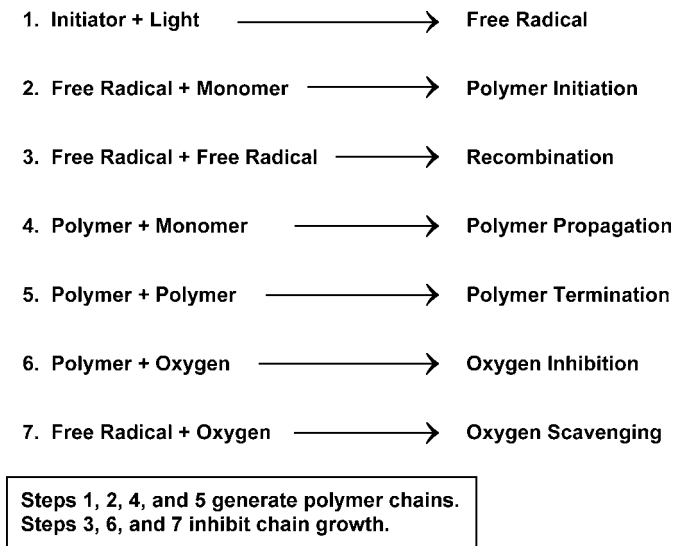 1. Initiator + Light → Free Radical
2. Free Radical + Monomer → Polymer Initiation
3. Free Radical + Free Radical → Recombination
4. Polymer + Monomer → Polymer Propagation
5. Polymer + Polymer → Polymer Termination
6. Polymer + Oxygen → Oxygen Inhibition
7. Free Radical + Oxygen → Oxygen Scavenging
Steps 1, 2, 4, and 5 generate polymer chains.
Steps 3, 6, and 7 inhibit chain growth.